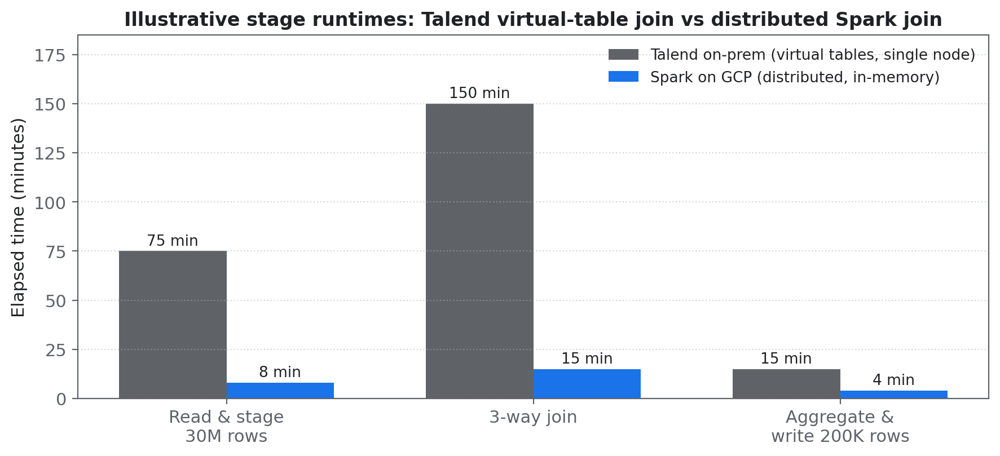 Illustrative stage runtimes: Talend virtual-table join vs distributed Spark join
Talend on-prem (virtual tables, single node)
Spark on GCP (distributed, in-memory)
Elapsed time (minutes)
175
150
125
100
75
50
25
0
75 min
8 min
150 min
15 min
15 min
4 min
Read & stage
30M rows
3-way join
Aggregate &
write 200K rows